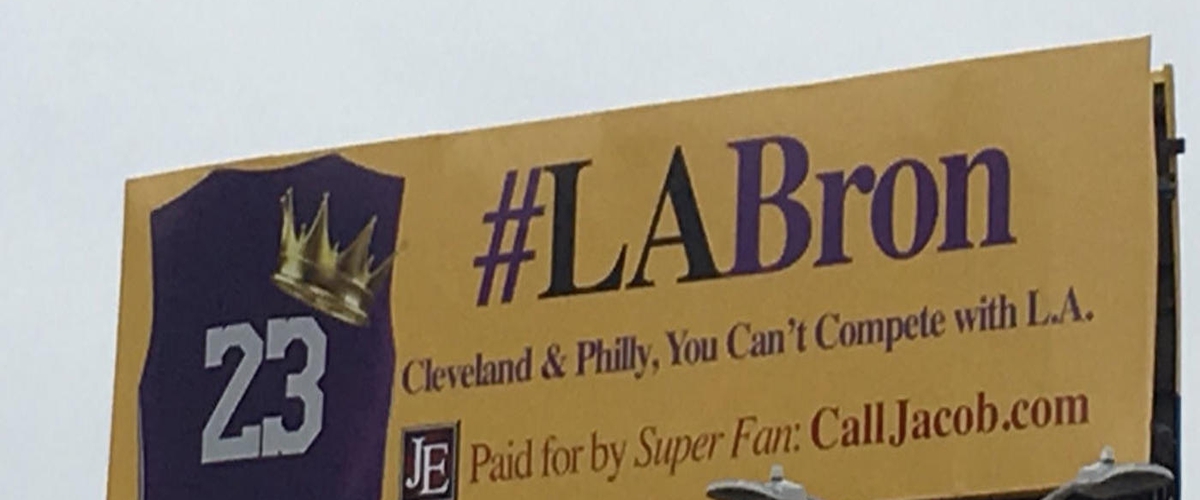 23
#LABron
Cleveland & Philly, You Can't Compete with L.A.
JE
Paid for by Super Fan: CallJacob.com